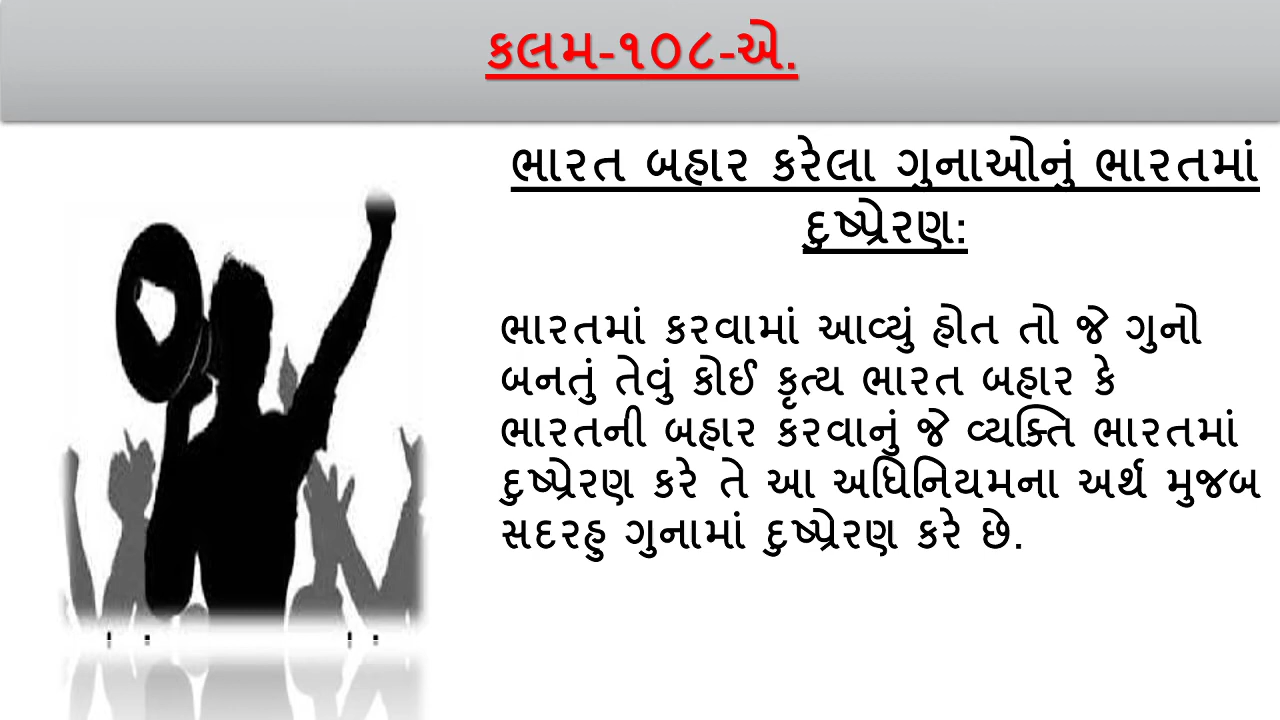 કલમ-૧૦૮-એ.
ભારત બહાર કરેલા ગુનાઓનું ભારતમાં
દુષ્પ્રેરણ:
ભારતમાં કરવામાં આવ્યું હોત તો જે ગુનો
બનતું તેવું કોઈ કૃત્ય ભારત બહાર કે
ભારતની બહાર કરવાનું જે વ્યક્તિ ભારતમાં
દુષ્પ્રેરણ કરે તે આ અધિનિયમના અર્થ મુજબ
સદરહુ ગુનામાં દુષ્પ્રેરણ કરે છે.